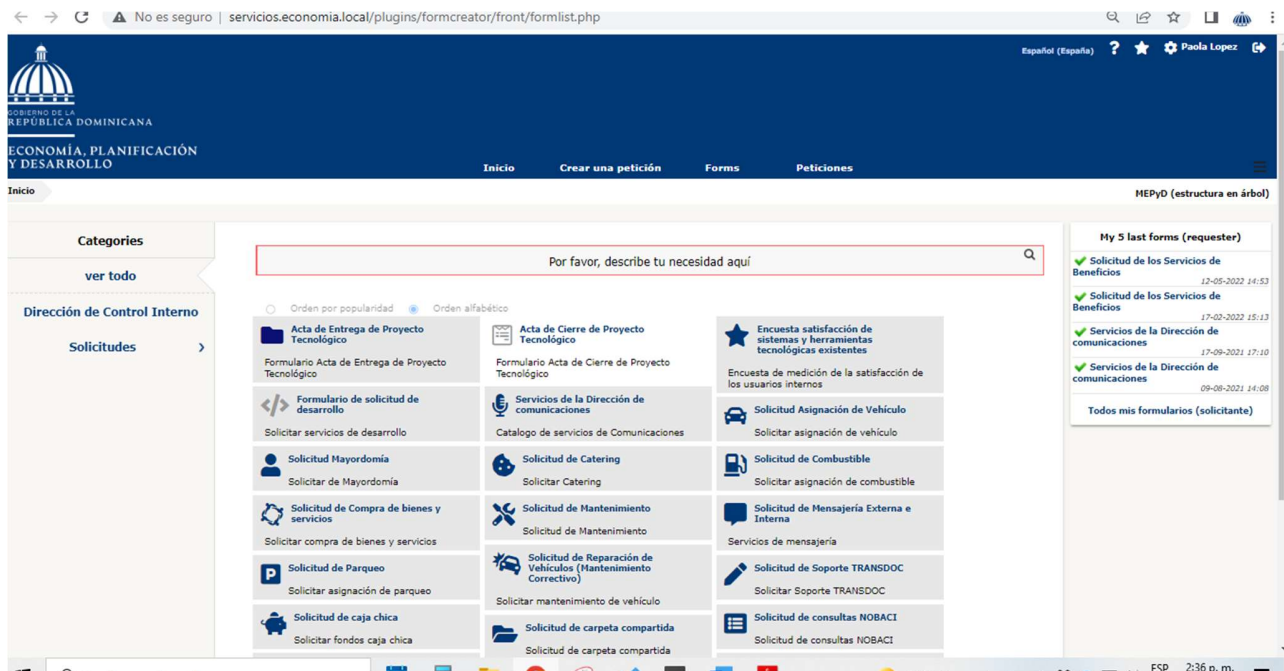 No es seguro | servicios.economia.local/plugins/formcreator/front/formlist.php
Español (España) ? Paola Lopez
GOBIERNO DE LA
REPÚBLICA DOMINICANA
ECONOMÍA, PLANIFICACIÓN
Y DESARROLLO
Inicio Crear una petición Forms Peticiones
Inicio
MEPyD (estructura en árbol)
Categories
ver todo
Dirección de Control Interno
Solicitudes
Por favor, describe tu necesidad aquí
Orden por popularidad Orden alfabético
Acta de Entrega de Proyecto
Tecnológico
Formulario Acta de Entrega de Proyecto
Tecnológico
Acta de Cierre de Proyecto
Tecnológico
Formulario Acta de Cierre de Proyecto
Tecnológico
Encuesta satisfacción de
sistemas y herramientas
tecnológicas existentes
Encuesta de medición de la satisfacción de
los usuarios internos
Formulario de solicitud de
desarrollo
Solicitar servicios de desarrollo
Servicios de la Dirección de
comunicaciones
Catalogo de servicios de Comunicaciones
Solicitud Asignación de Vehículo
Solicitar asignación de vehículo
Solicitud Mayordomía
Solicitar de Mayordomía
Solicitud de Catering
Solicitar Catering
Solicitud de Combustible
Solicitar asignación de combustible
Solicitud de Compra de bienes y
servicios
Solicitar compra de bienes y servicios
Solicitud de Mantenimiento
Solicitud de Mantenimiento
Solicitud de Mensajería Externa e
Interna
Servicios de mensajería
P
Solicitud de Parqueo
Solicitar asignación de parqueo
Solicitud de Reparación de
Vehículos (Mantenimiento
Correctivo)
Solicitar mantenimiento de vehículo
Solicitud de Soporte TRANSDOC
Solicitar Soporte TRANSDOC
Solicitud de caja chica
Solicitar fondos caja chica
Solicitud de carpeta compartida
Solicitud de carpeta compartida
Solicitud de consultas NOBACI
Solicitud de consultas NOBACI
My 5 last forms (requester)
Solicitud de los Servicios de
Beneficios
12-05-2022 14:53
Solicitud de los Servicios de
Beneficios
17-02-2022 15:13
Servicios de la Dirección de
comunicaciones
17-09-2021 17:10
Servicios de la Dirección de
comunicaciones
09-08-2021 14:08
Todos mis formularios (solicitante)
ESP 2:36 p. m.